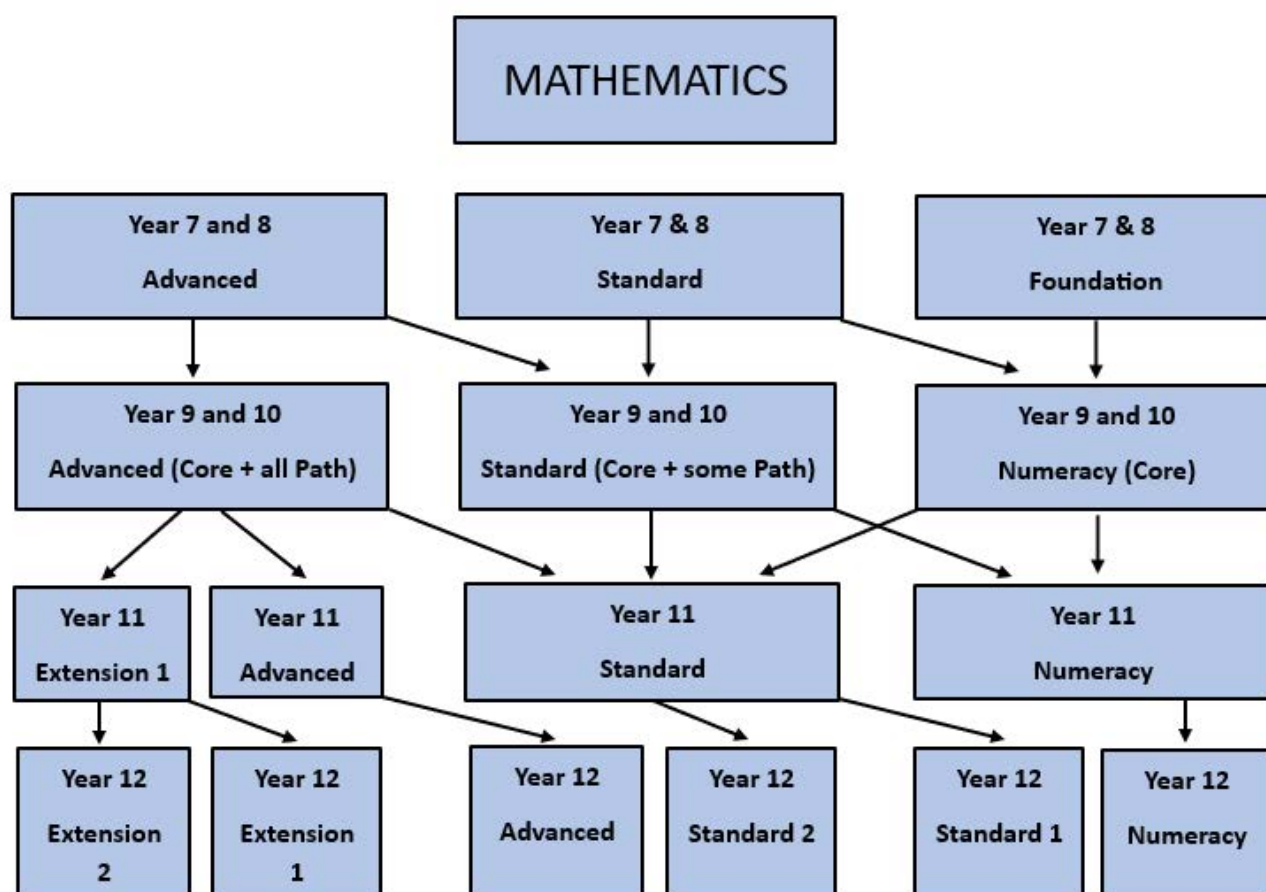 MATHEMATICS
Year 7 and 8
Advanced
Year 7 & 8
Standard
Year 7 & 8
Foundation
Year 9 and 10
Advanced (Core + all Path)
Year 9 and 10
Standard (Core + some Path)
Year 9 and 10
Numeracy (Core)
Year 11
Extension 1
Year 11
Advanced
Year 11
Standard
Year 11
Numeracy
Year 12
Extension
2
Year 12
Extension
1
Year 12
Advanced
Year 12
Standard 2
Year 12
Standard 1
Year 12
Numeracy